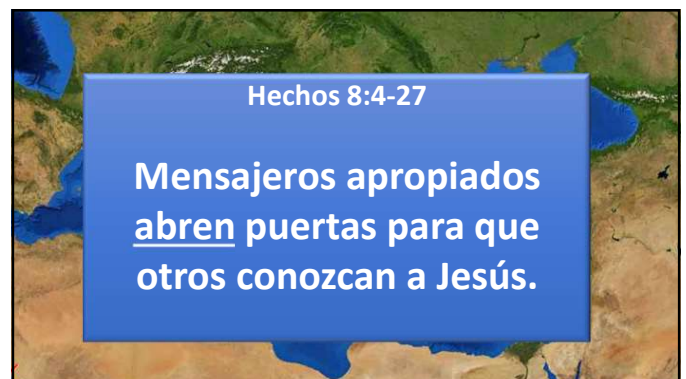 Hechos 8:4-27
Mensajeros apropiados
abren puertas para que
otros conozcan a Jesús.